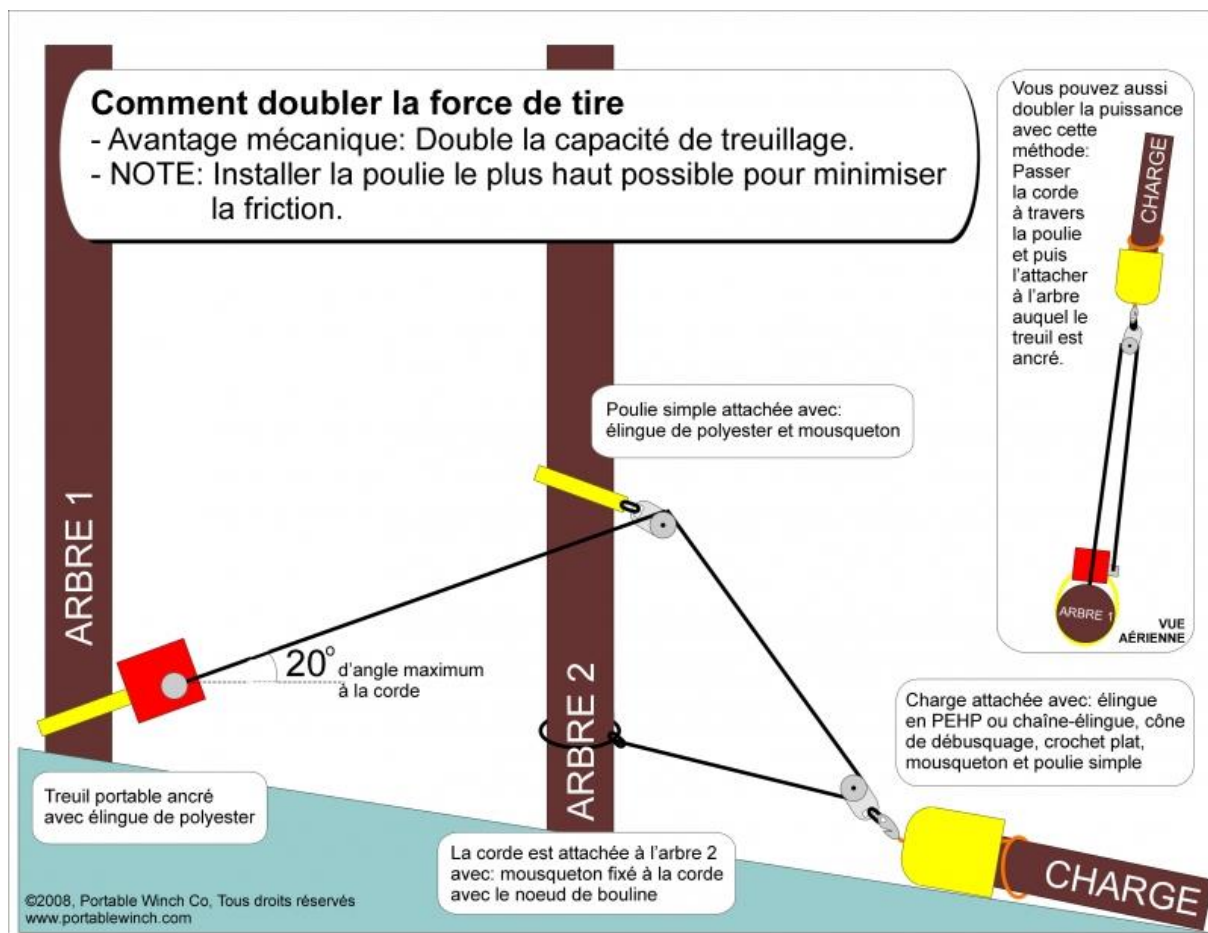 Comment doubler la force de tire
- Avantage mécanique: Double la capacité de treuillage.
- NOTE: Installer la poulie le plus haut possible pour minimiser
la friction.
Vous pouvez aussi
doubler la puissance
avec cette
méthode:
Passer
la corde
à travers
la poulie
et puis
l'attacher
à l'arbre
auquel le
treuil est
ancré.
CHARGE
ARBRE 1
VUE
AÉRIENNE
Poulie simple attachée avec:
élingue de polyester et mousqueton
ARBRE 1
20° d'angle maximum
à la corde
ARBRE 2
Charge attachée avec: élingue
en PEHP ou chaîne-élingue, cône
de débusquage, crochet plat,
mousqueton et poulie simple
Treuil portable ancré
avec élingue de polyester
La corde est attachée à l'arbre 2
avec: mousqueton fixé à la corde
avec le noeud de bouline
CHARGE
©2008, Portable Winch Co, Tous droits réservés
www.portablewinch.com